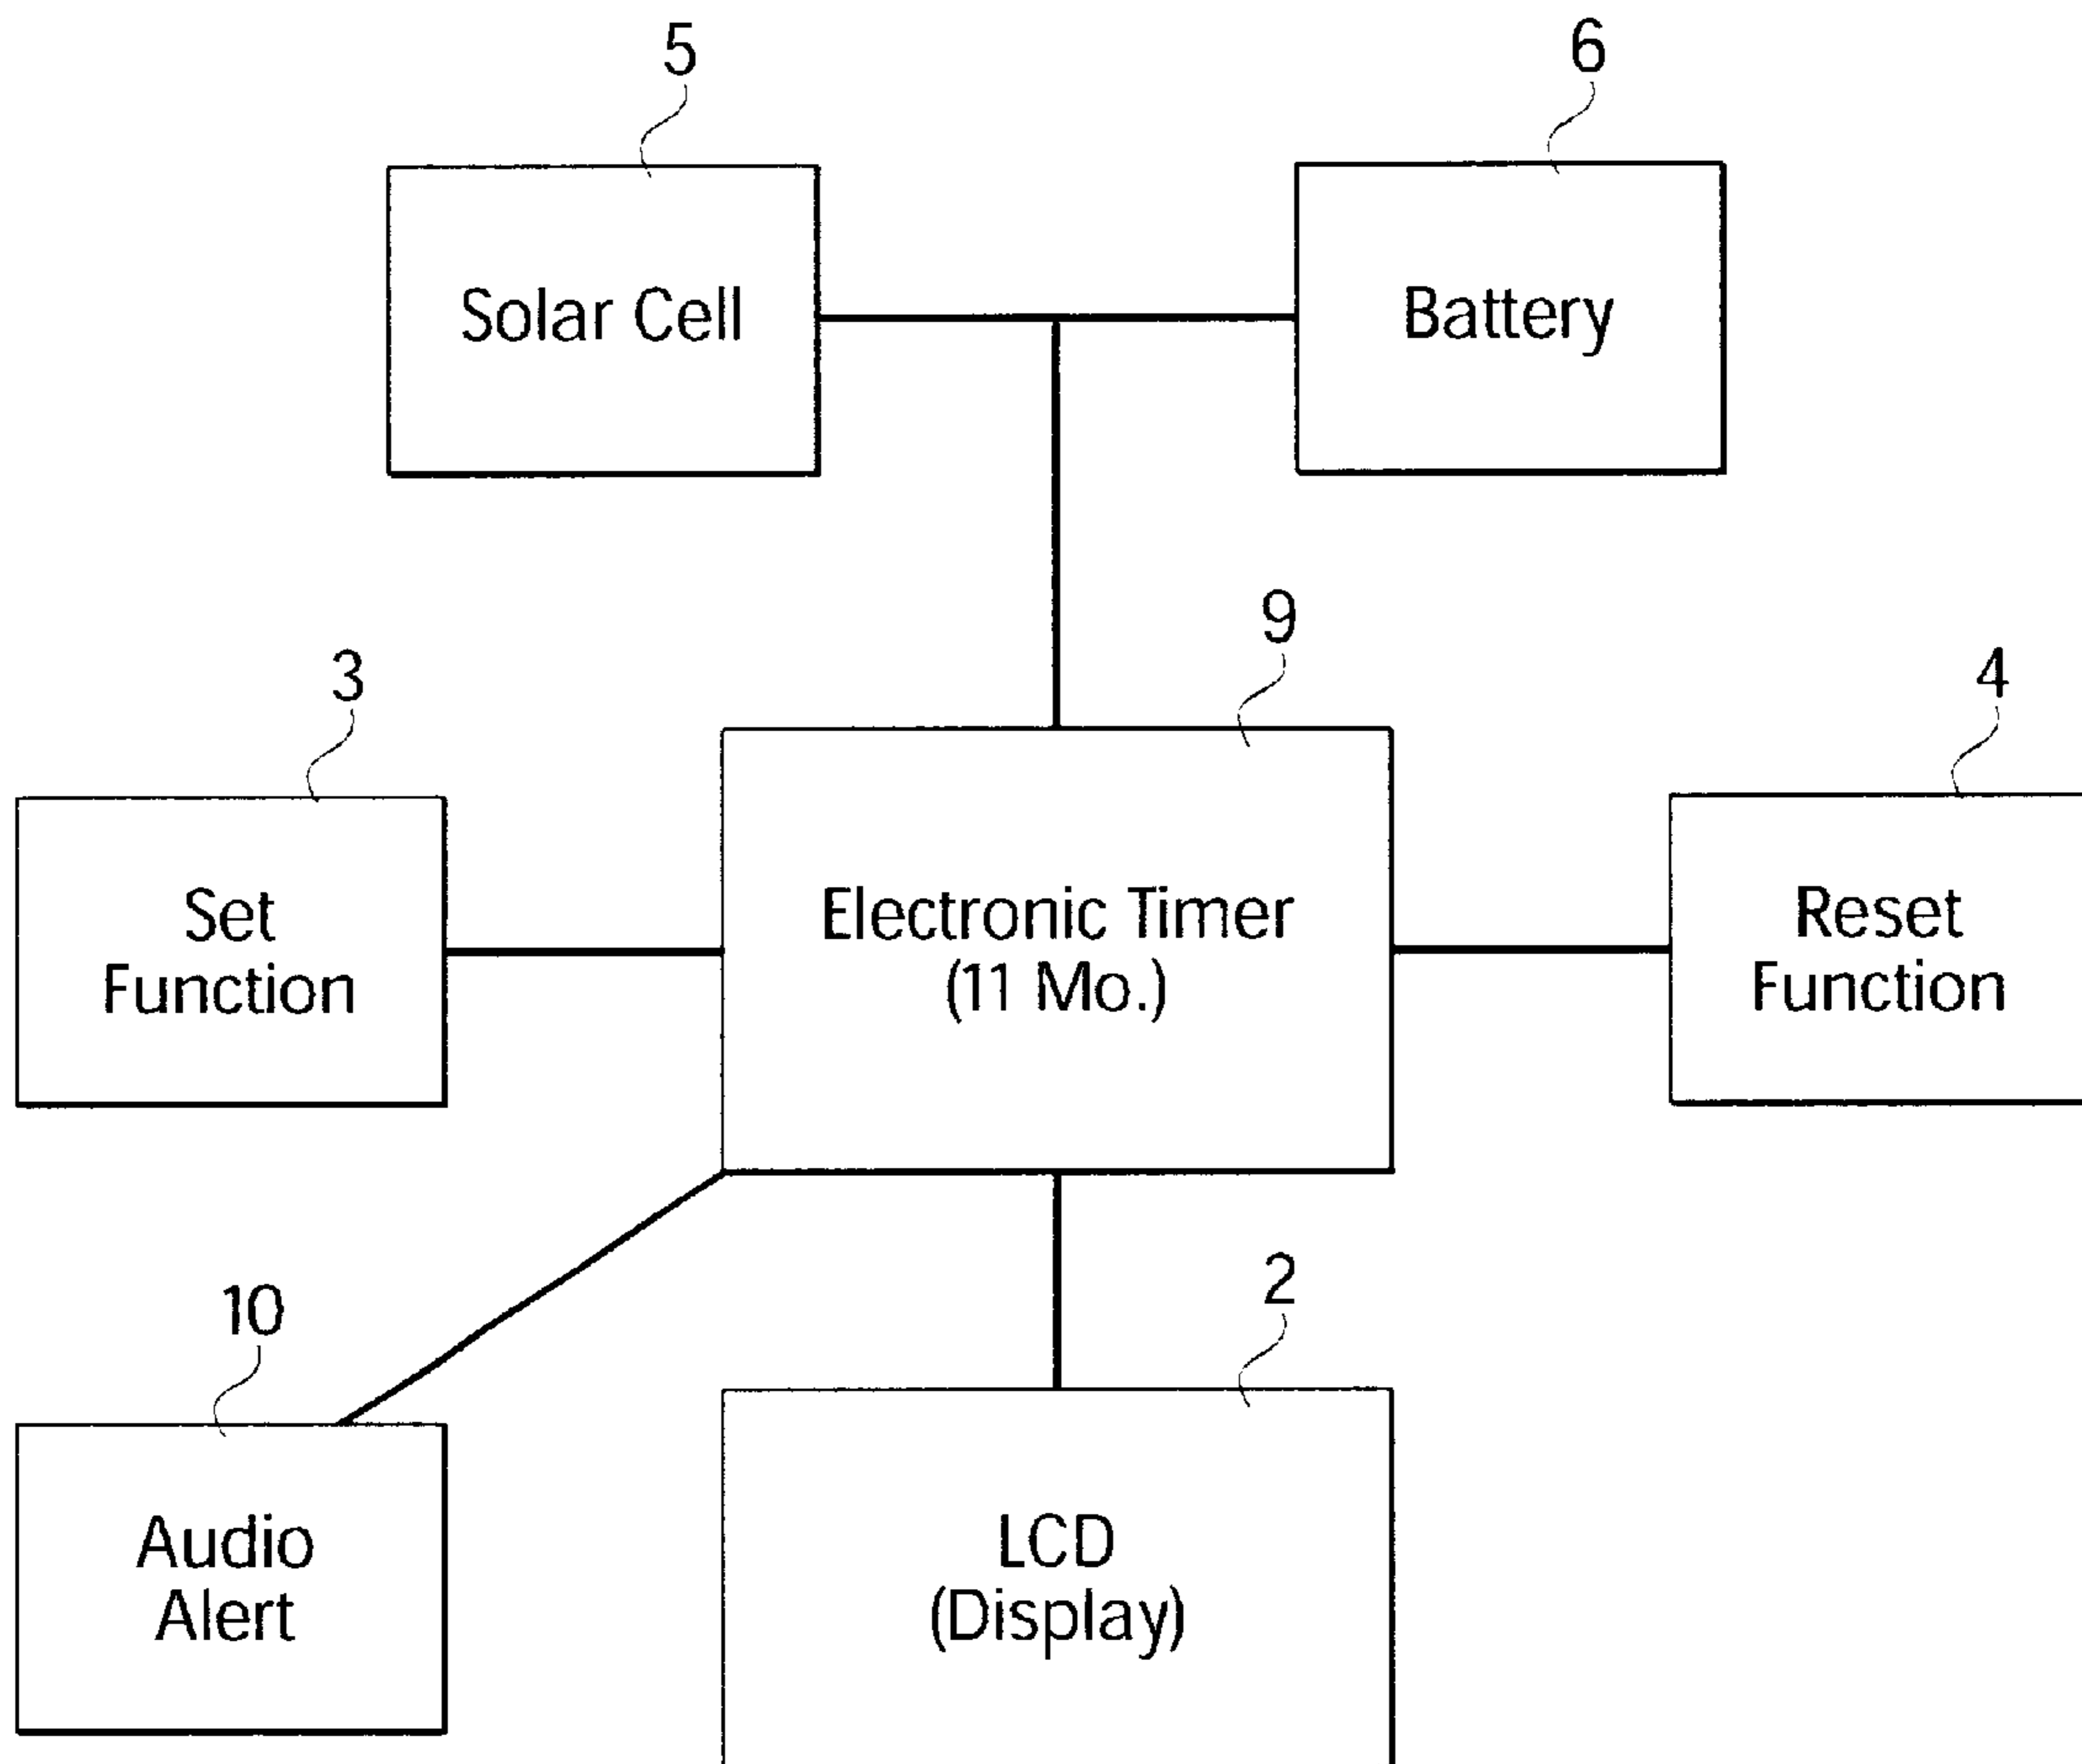 5
6
Solar Cell
Battery
9
3
4
Set
Function
Electronic Timer
(11 Mo.)
Reset
Function
10
2
Audio
Alert
LCD
(Display)